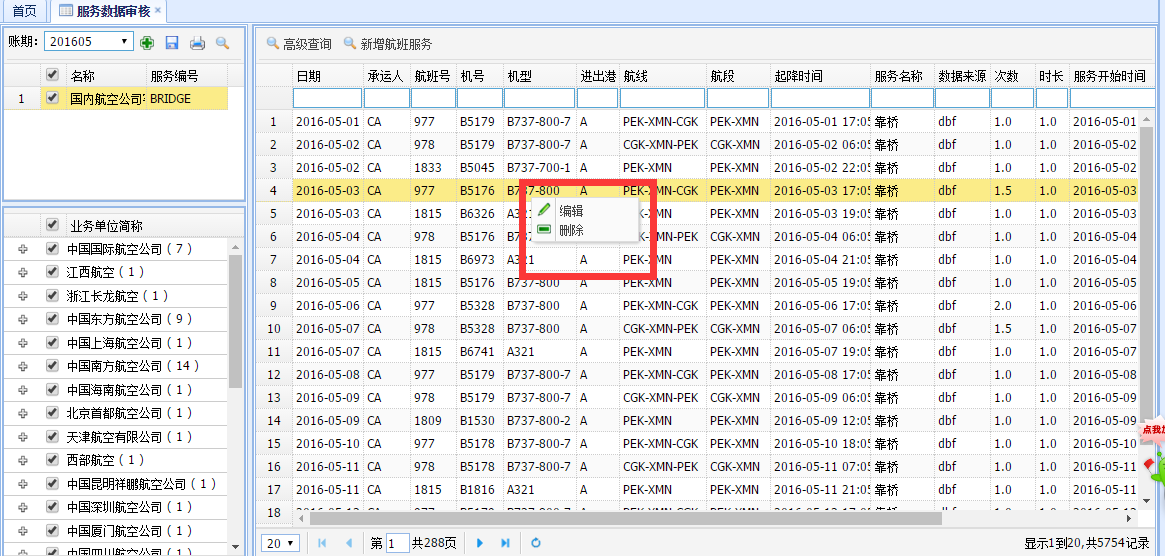 首页 服务数据审核 ×
账期: 201605
名称 服务编号
1 国内航空公司 BRIDGE
业务单位简称
中国国际航空公司 ( 7 )
江西航空 ( 1 )
浙江长龙航空 ( 1 )
中国东方航空公司 ( 9 )
中国上海航空公司 ( 1 )
中国南方航空公司 ( 14 )
中国海南航空公司 ( 1 )
北京首都航空公司 ( 1 )
天津航空有限公司 ( 1 )
西部航空 ( 1 )
中国昆明祥鹏航空公司 ( 1 )
中国深圳航空公司 ( 1 )
中国厦门航空公司 ( 1 )
中国四川航空公司 ( 1 )
高级查询 新增航班服务
日期 承运人 航班号 机号 机型 进出港 航线 航段 起降时间 服务名称 数据来源 次数 时长 服务开始时间
1 2016-05-01 CA 977 B5179 B737-800-7 A PEK-XMN-CGK PEK-XMN 2016-05-01 17:05 靠桥 dbf 1.0 1.0 2016-05-01
2 2016-05-02 CA 978 B5179 B737-800-7 A CGK-XMN-PEK CGK-XMN 2016-05-02 06:05 靠桥 dbf 1.0 1.0 2016-05-02
3 2016-05-02 CA 1833 B5045 B737-700-1 A PEK-XMN PEK-XMN 2016-05-02 22:05 靠桥 dbf 1.0 1.0 2016-05-02
4 2016-05-03 CA 977 B5176 B737-800 A PEK-XMN-CGK PEK-XMN 2016-05-03 17:05 靠桥 dbf 1.5 1.0 2016-05-03
编辑
删除
5 2016-05-03 CA 1815 B6326 A321 XMN PEK-XMN 2016-05-03 19:05 靠桥 dbf 1.0 1.0 2016-05-03
6 2016-05-04 CA 978 B5176 B737 XMN-PEK CGK-XMN 2016-05-04 06:05 靠桥 dbf 1.0 1.0 2016-05-04
7 2016-05-04 CA 1815 B6973 A321 A PEK-XMN PEK-XMN 2016-05-04 21:05 靠桥 dbf 1.0 1.0 2016-05-04
8 2016-05-05 CA 1815 B5176 B737-800 A PEK-XMN PEK-XMN 2016-05-05 19:05 靠桥 dbf 1.0 1.0 2016-05-05
9 2016-05-06 CA 977 B5328 B737-800 A PEK-XMN-CGK PEK-XMN 2016-05-06 17:05 靠桥 dbf 2.0 1.0 2016-05-06
10 2016-05-07 CA 978 B5328 B737-800 A CGK-XMN-PEK CGK-XMN 2016-05-07 06:05 靠桥 dbf 1.5 1.0 2016-05-07
11 2016-05-07 CA 1815 B6741 A321 A PEK-XMN PEK-XMN 2016-05-07 19:05 靠桥 dbf 1.0 1.0 2016-05-07
12 2016-05-08 CA 977 B5179 B737-800-7 A PEK-XMN-CGK PEK-XMN 2016-05-08 17:05 靠桥 dbf 1.0 1.0 2016-05-08
13 2016-05-09 CA 978 B5179 B737-800-7 A CGK-XMN-PEK CGK-XMN 2016-05-09 06:05 靠桥 dbf 1.0 1.0 2016-05-09
14 2016-05-09 CA 1809 B1530 B737-800-2 A PEK-XMN PEK-XMN 2016-05-09 12:05 靠桥 dbf 1.0 1.0 2016-05-09
15 2016-05-10 CA 977 B5178 B737-800-7 A PEK-XMN-CGK PEK-XMN 2016-05-10 18:05 靠桥 dbf 1.0 1.0 2016-05-10
16 2016-05-11 CA 978 B5178 B737-800-7 A CGK-XMN-PEK CGK-XMN 2016-05-11 07:05 靠桥 dbf 1.0 1.0 2016-05-11
17 2016-05-11 CA 1815 B1816 A321 A PEK-XMN PEK-XMN 2016-05-11 21:05 靠桥 dbf 1.0 1.0 2016-05-11
18
点我
20 第 1 共288页 显示1到20,共5754记录